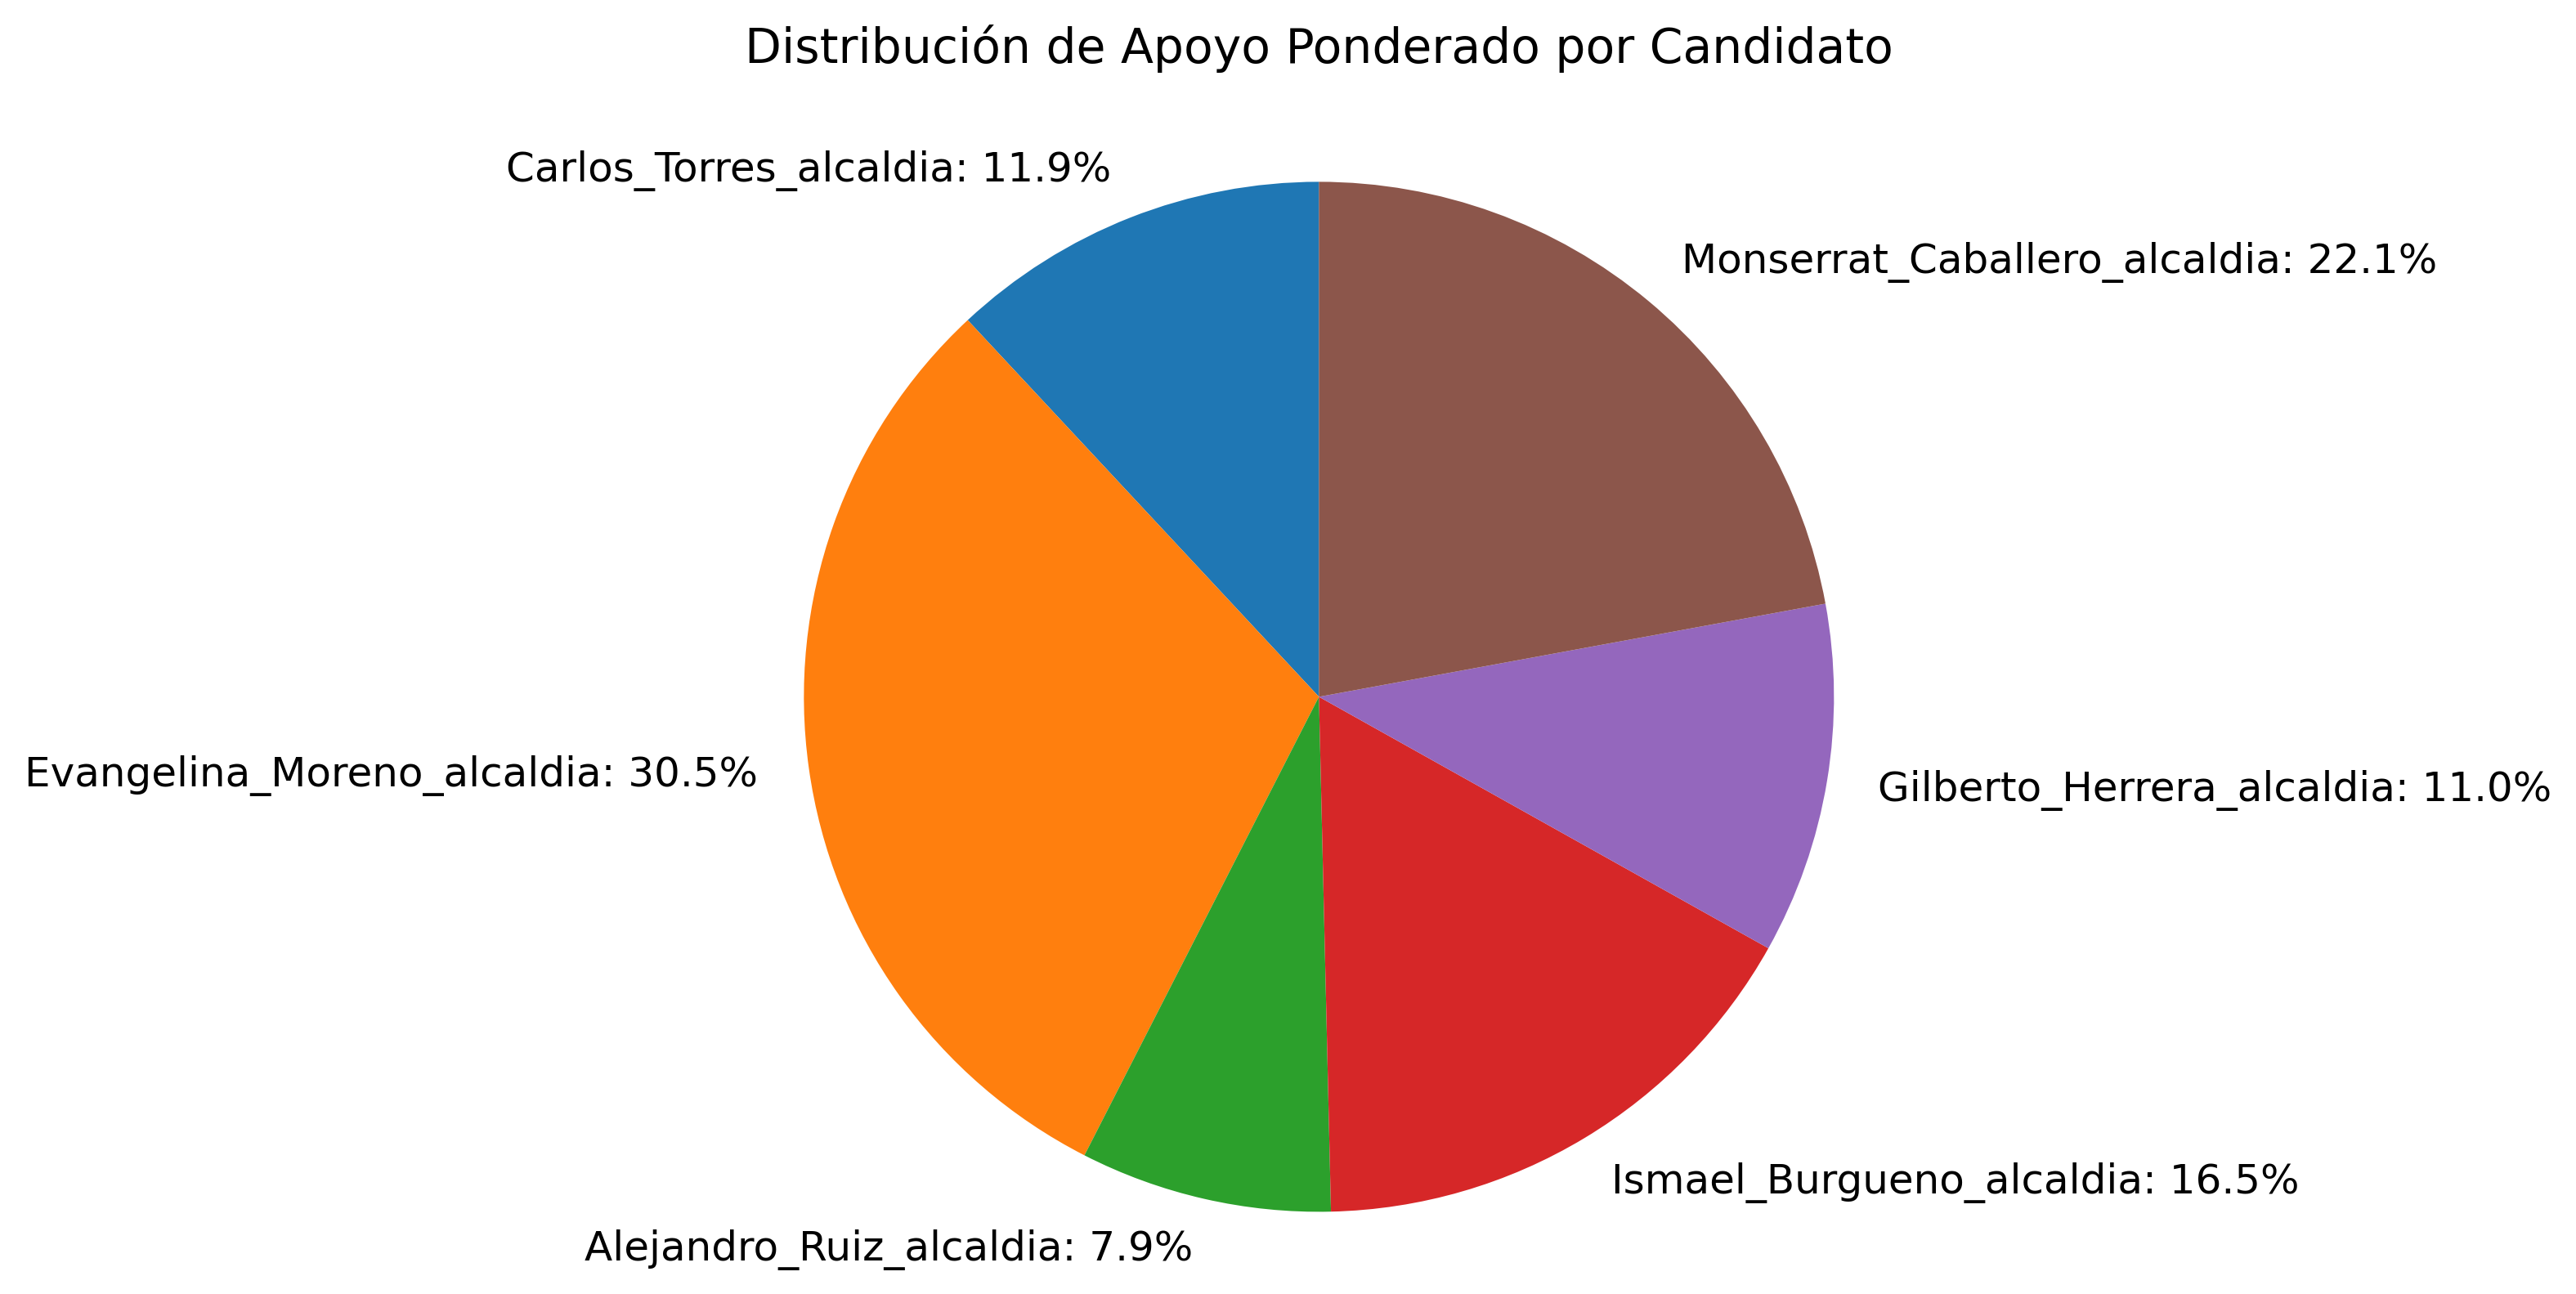 Distribución de Apoyo Ponderado por Candidato
Carlos_Torres_alcaldia: 11.9%
Monserrat_Caballero_alcaldia: 22.1%
Evangelina_Moreno_alcaldia: 30.5%
Gilberto_Herrera_alcaldia: 11.0%
Ismael_Burgueno_alcaldia: 16.5%
Alejandro_Ruiz_alcaldia: 7.9%